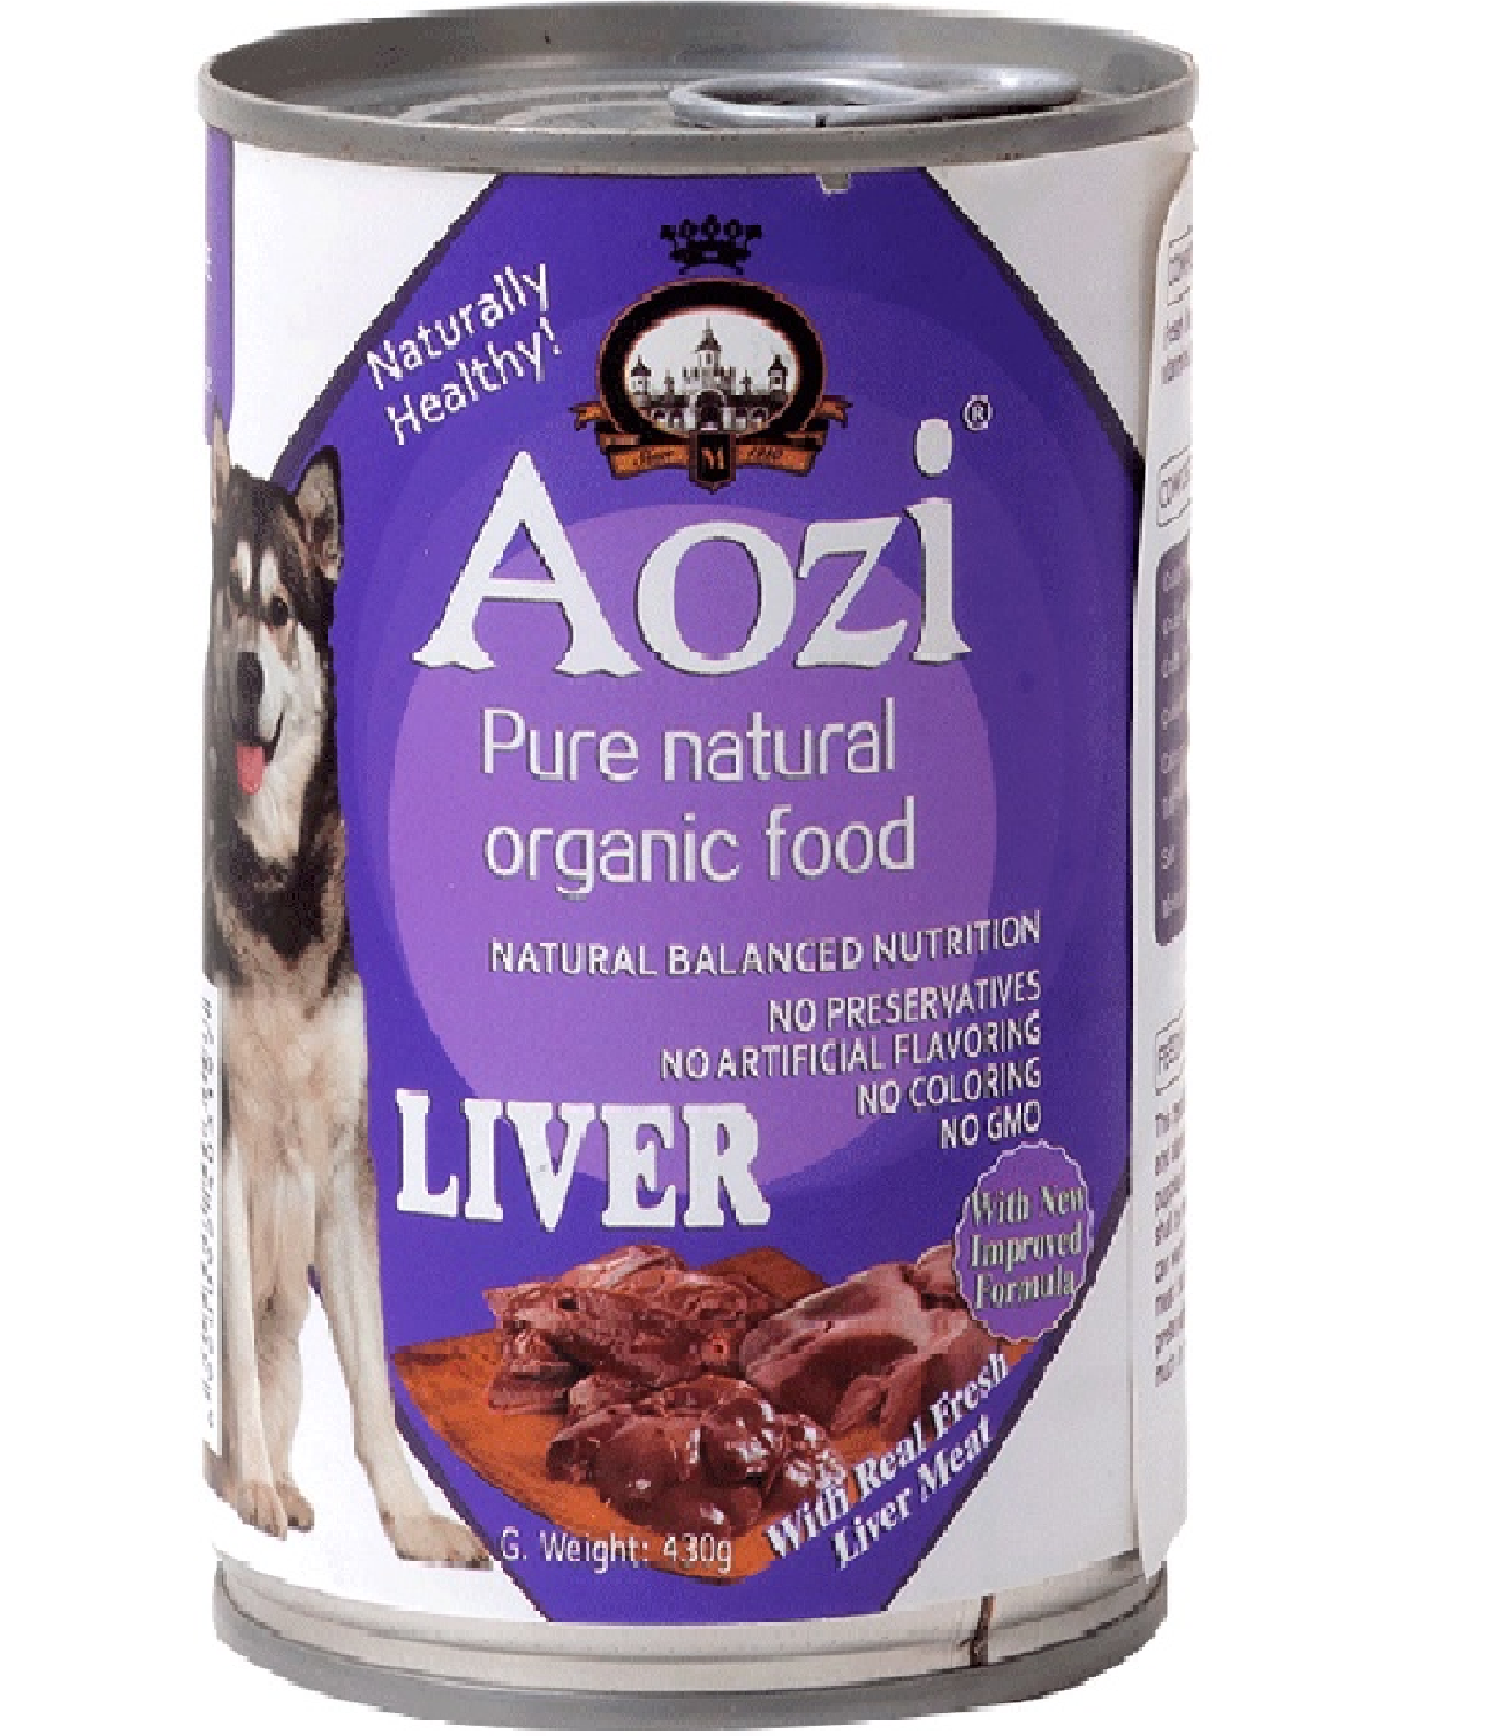 Naturally
Healthy!
M
Aozi®
Pure natural
organic food
NATURAL BALANCED NUTRITION
NO PRESERVATIVES
NO ARTIFICIAL FLAVORING
NO COLORING
NO GMO
LIVER
With New
Improved
Formula
With Real Fresh
Liver Meat
G. Weight: 430g